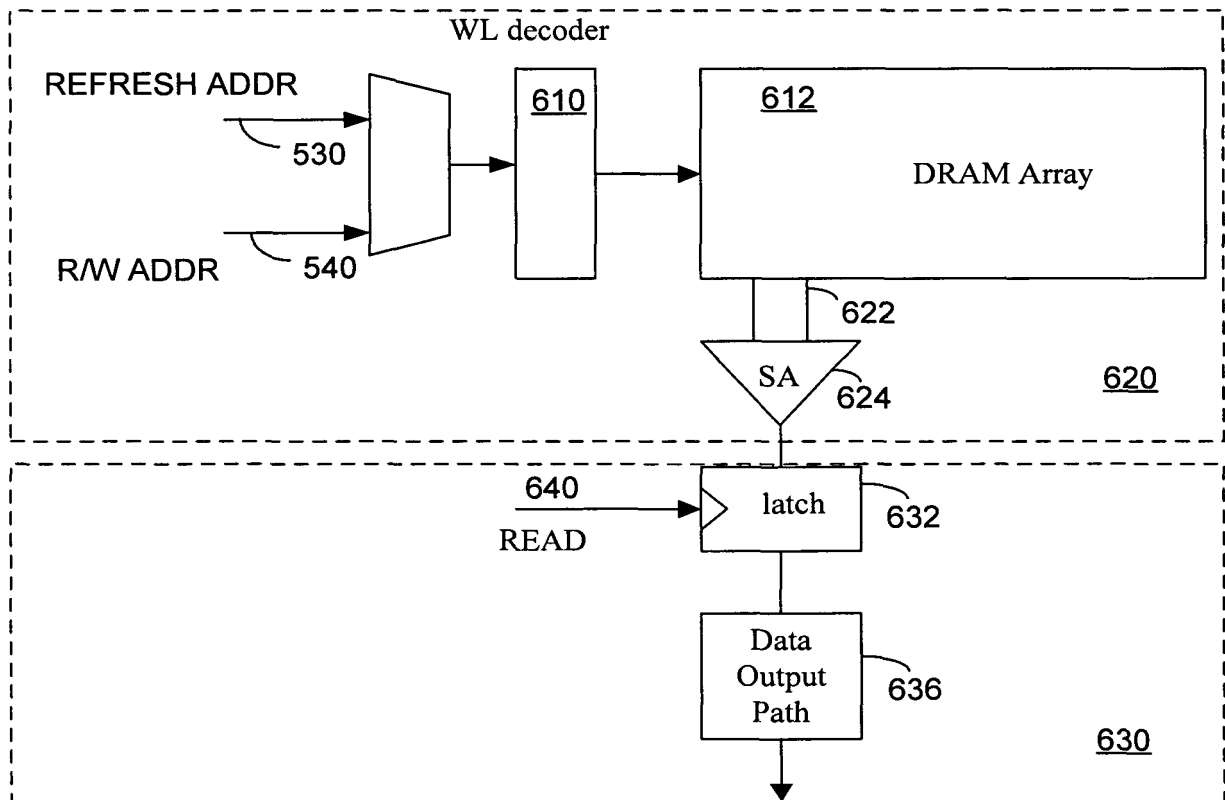 WL decoder
REFRESH ADDR
530
R/W ADDR
540
610
612
DRAM Array
622
SA
624
620
640
READ
latch
632
Data
Output
Path
636
630